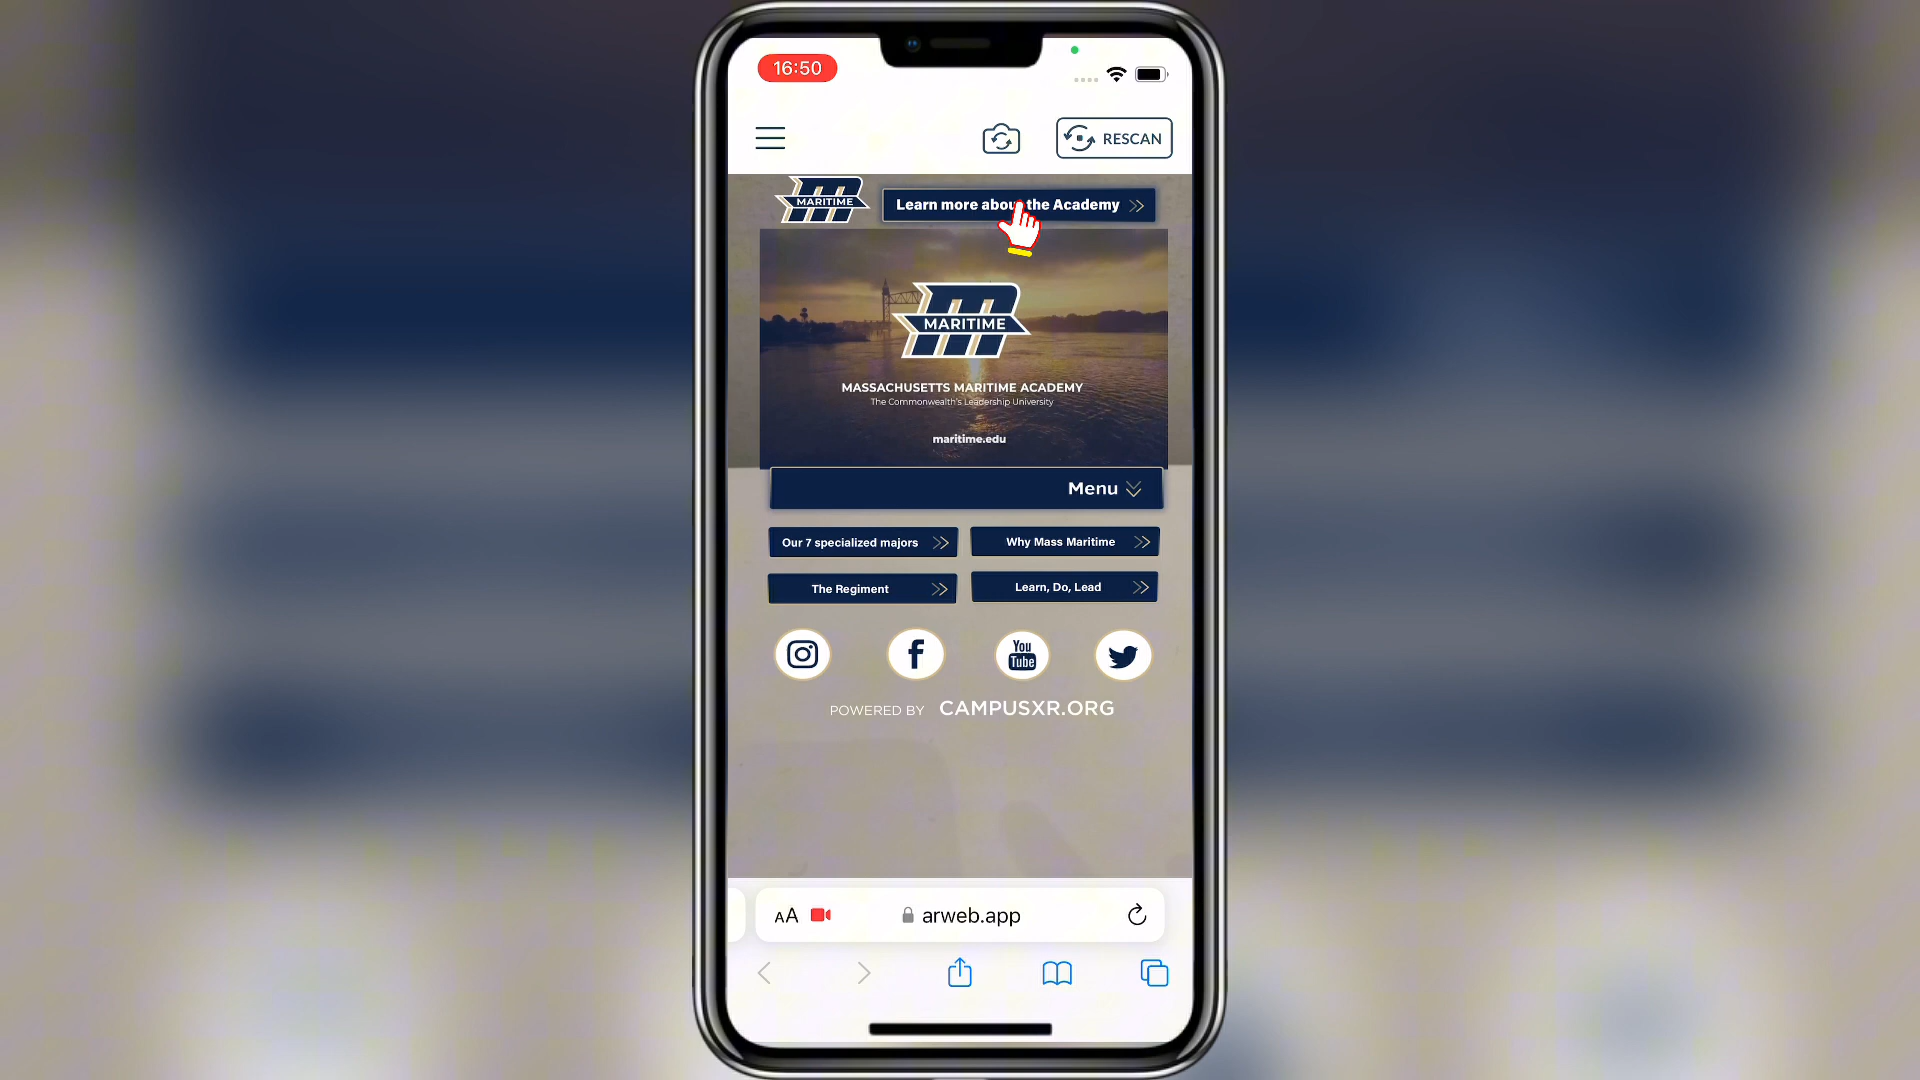 16:50
RESCAN
MARITIME
Learn more about the Academy
MARITIME
MASSACHUSETTS MARITIME ACADEMY
The Commonwealth's Leadership University
maritime.edu
Menu
Our 7 specialized majors
Why Mass Maritime
The Regiment
Learn, Do, Lead
You
Tube
POWERED BY CAMPUSXR.ORG
AA
arweb.app